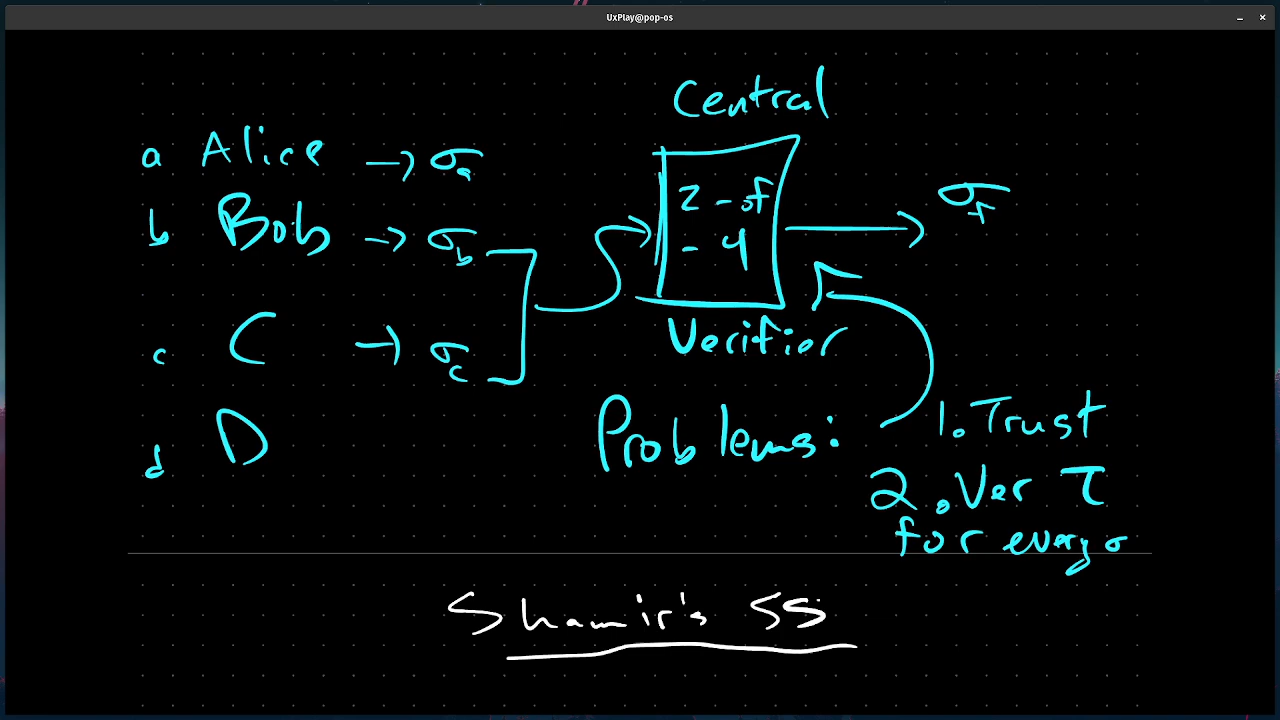 UxPlay@pop-os
Central
a Alice → σa
b Bob → σb
c C → σc
d D
2-of
-4
σf
Verifier
Problems:
1. Trust
2. Ver τ
for every σ
Shamir's SS